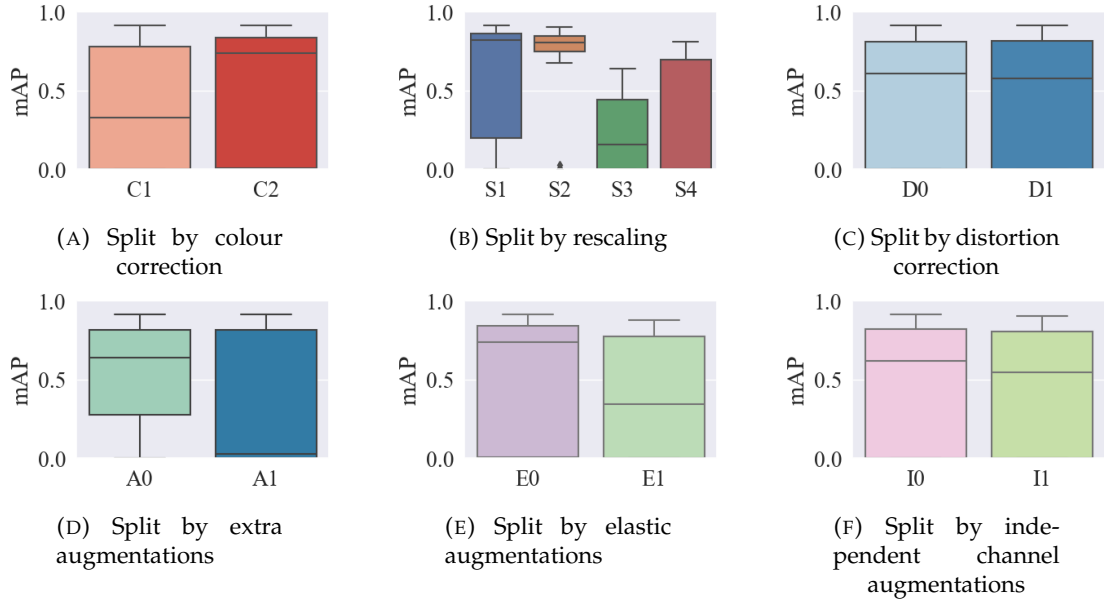 1.0
mAP
0.5
0.0
C1 C2
(A) Split by colour
correction
1.0
mAP
0.5
0.0
S1 S2 S3 S4
(B) Split by rescaling
1.0
mAP
0.5
0.0
D0 D1
(C) Split by distortion
correction
1.0
mAP
0.5
0.0
A0 A1
(D) Split by extra
augmentations
1.0
mAP
0.5
0.0
E0 E1
(E) Split by elastic
augmentations
1.0
mAP
0.5
0.0
I0 I1
(F) Split by inde-
pendent channel
augmentations